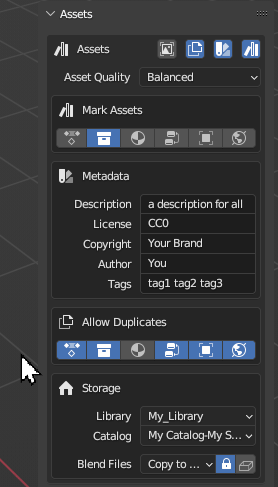 Assets
Assets
Asset Quality Balanced
Mark Assets
Metadata
Description a description for all
License CC0
Copyright Your Brand
Author You
Tags tag1 tag2 tag3
Allow Duplicates
Storage
Library My_Library
Catalog My Catalog-My S...
Blend Files Copy to ...